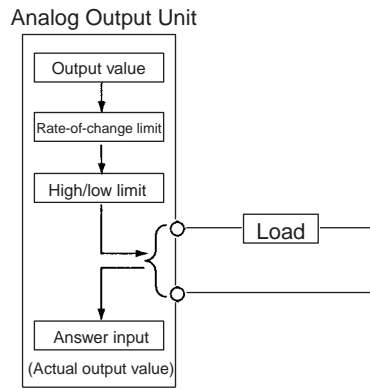 Analog Output Unit
Output value
Rate-of-change limit
High/low limit
Load
Answer input
(Actual output value)